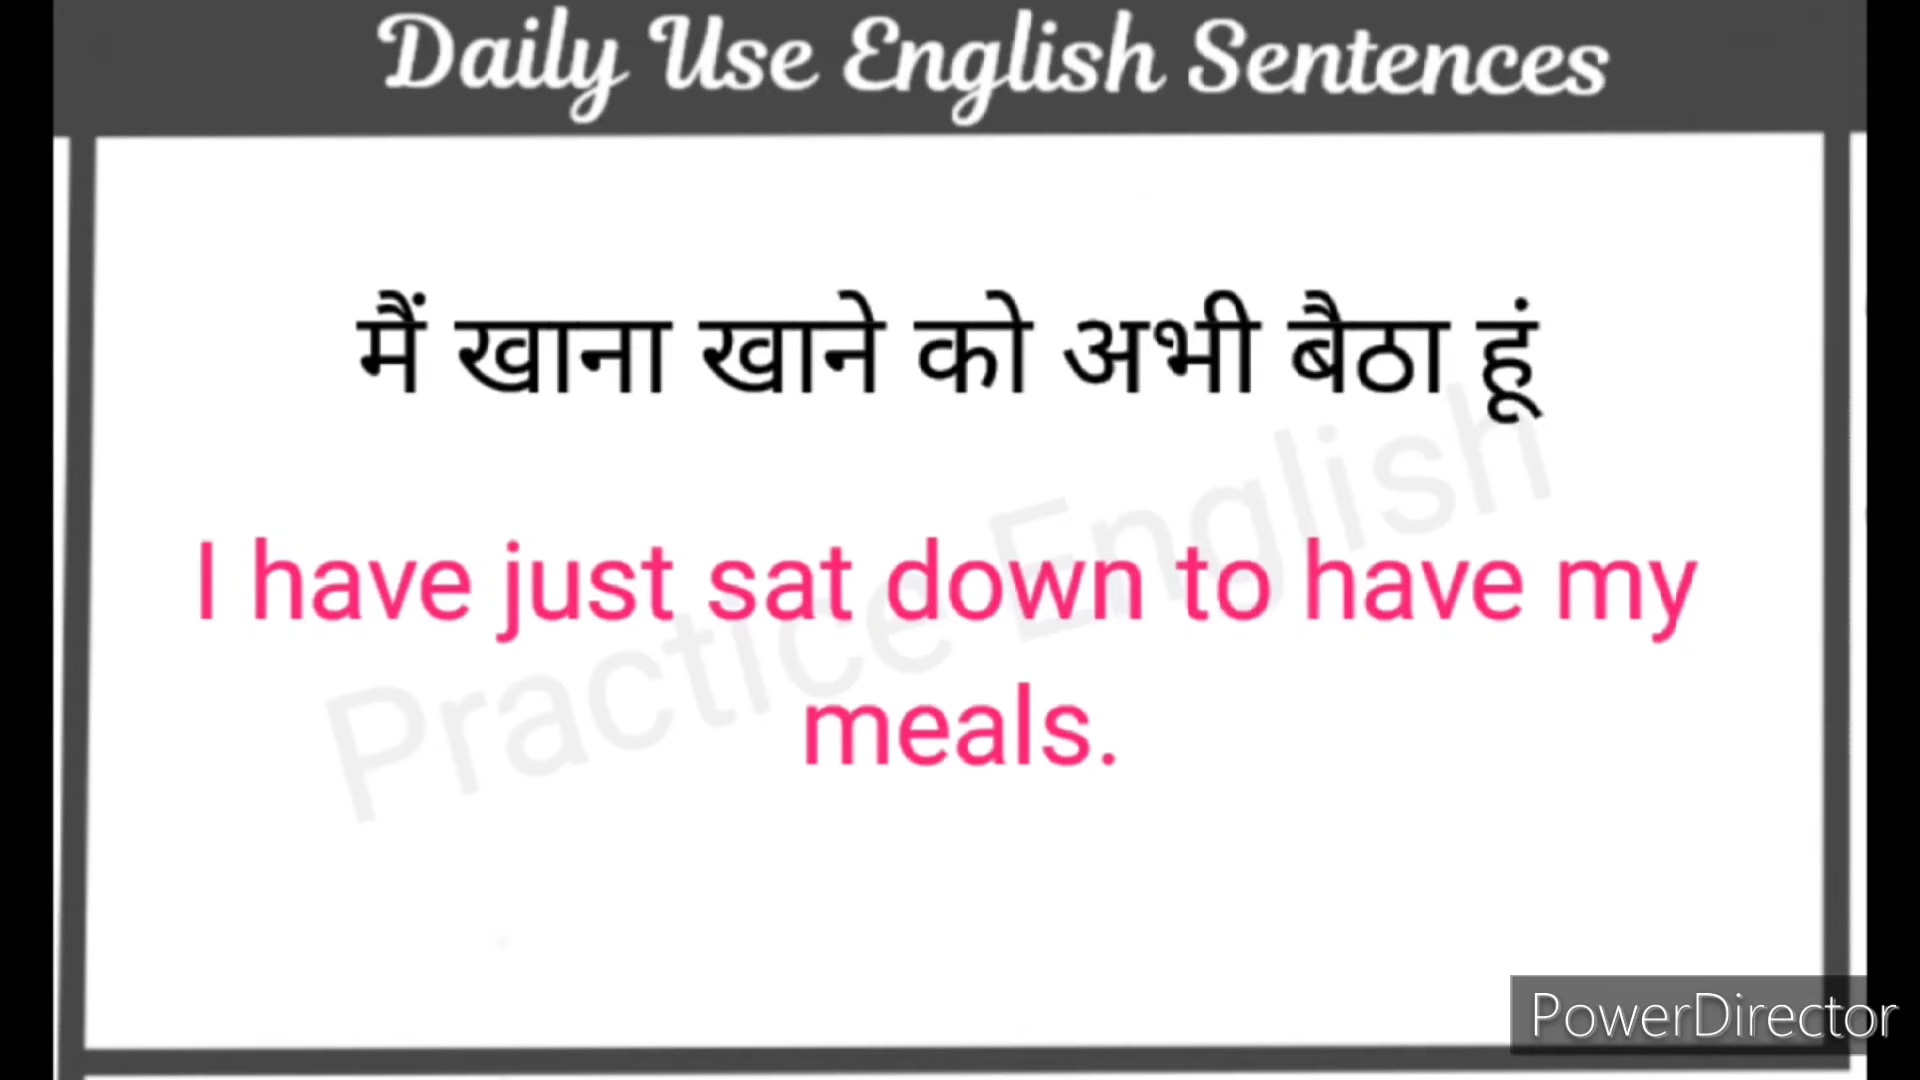 Daily Use English Sentences
मैं खाना खाने को अभी बैठा हूं
I have just sat down to have my
meals.
Practice English
PowerDirector